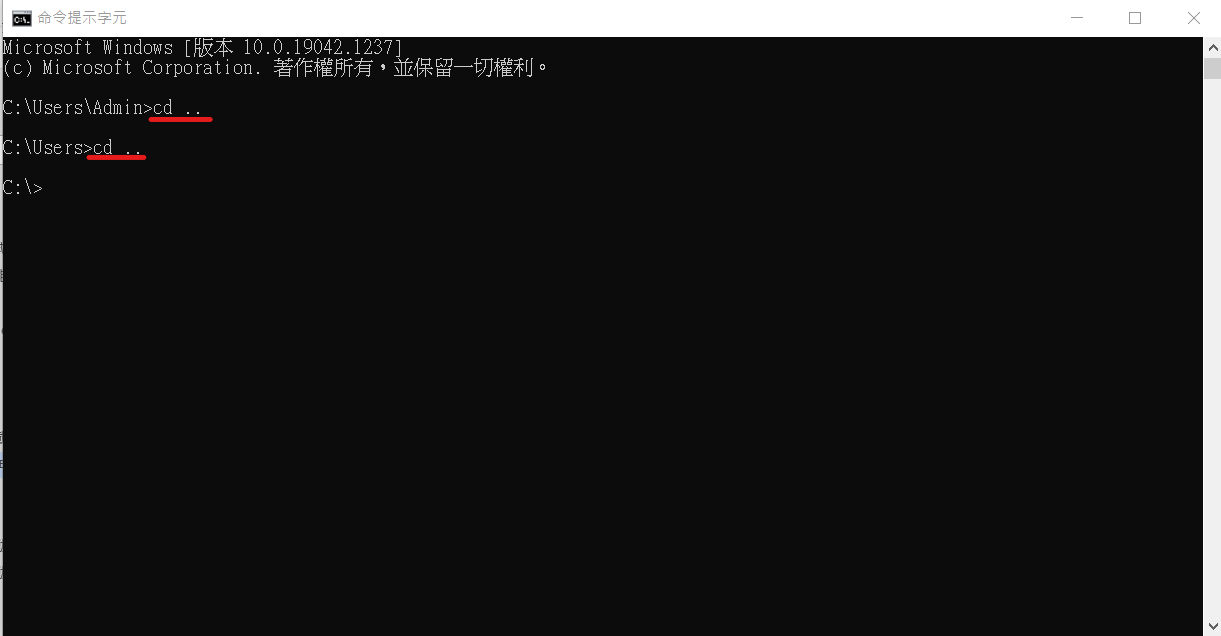 命令提示字元
Microsoft Windows [版本 10.0.19042.1237]
(c) Microsoft Corporation. 著作權所有，並保留一切權利。
C:\Users\Admin>cd ..
C:\Users>cd ..
C:\>